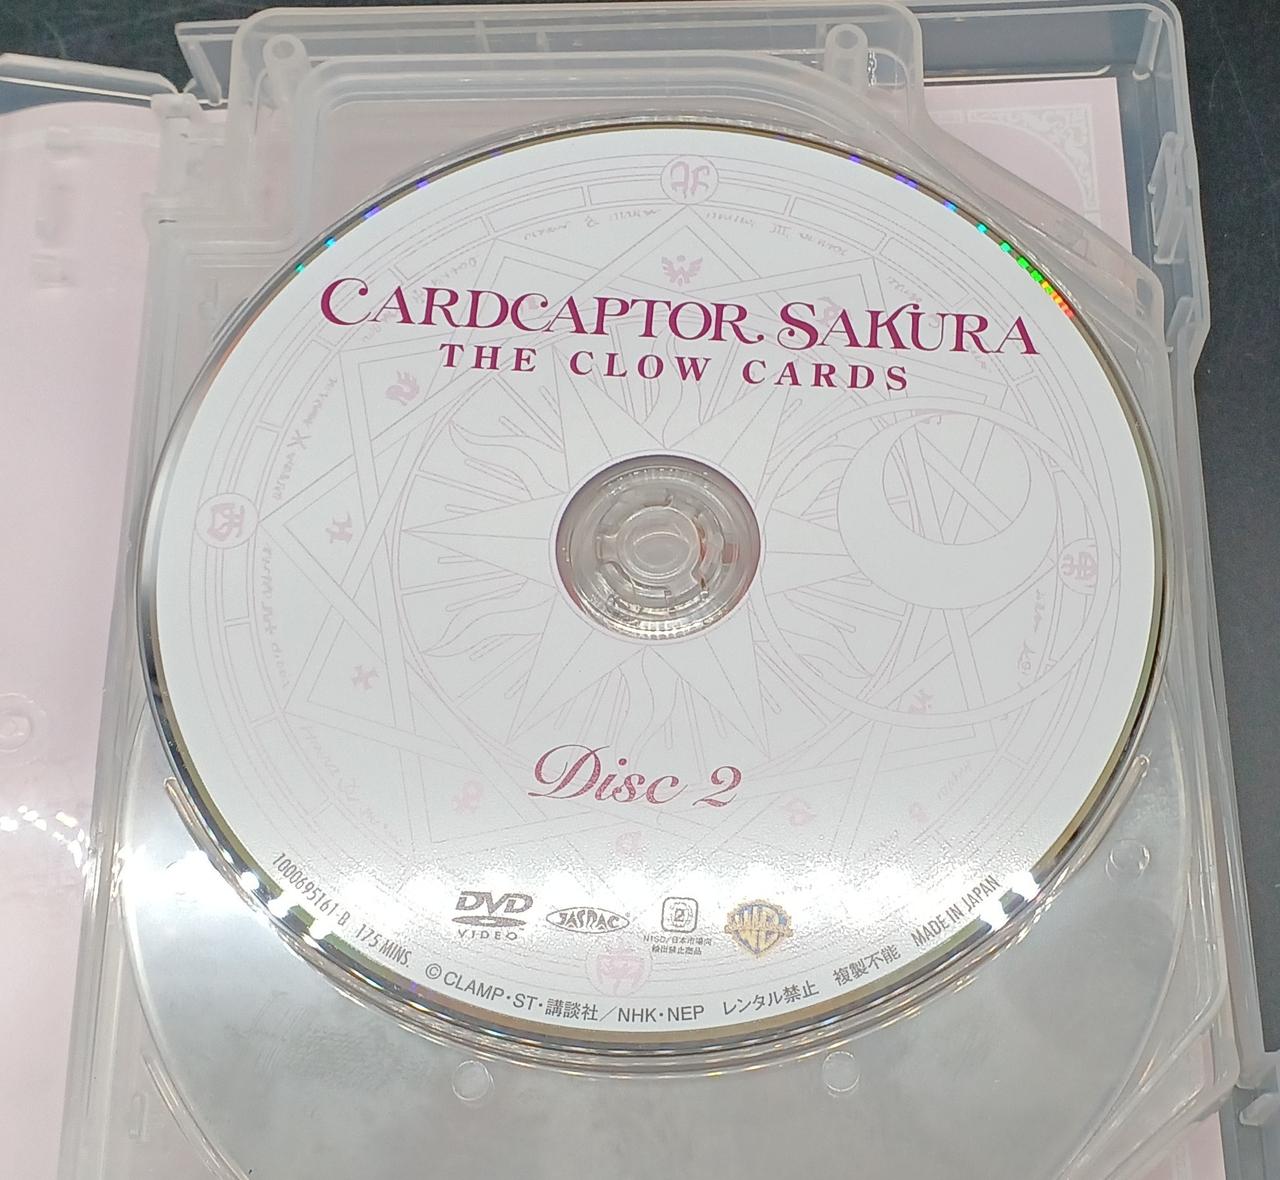 CARDCAPTOR SAKURA
THE CLOW CARDS
Disc 2
DVD
VIDEO
JASRAC
2
NTSC/日本市場向
輸出禁止商品
1000695161-B 175 MINS. ©CLAMP・ST・講談社／NHK・NEP レンタル禁止 複製不能 MADE IN JAPAN